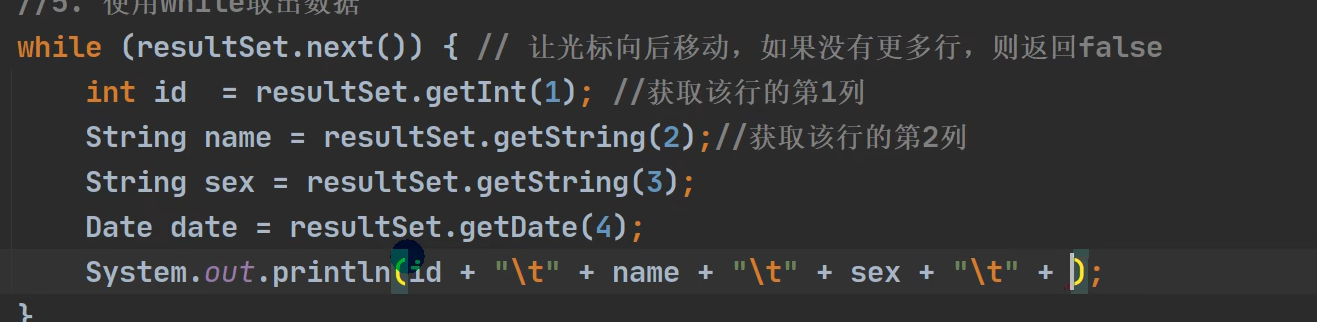 //5. 使用while取出数据
while (resultSet.next()) { // 让光标向后移动，如果没有更多行，则返回false
    int id  = resultSet.getInt(1); //获取该行的第1列
    String name = resultSet.getString(2);//获取该行的第2列
    String sex = resultSet.getString(3);
    Date date = resultSet.getDate(4);
    System.out.println(id + "\t" + name + "\t" + sex + "\t" + );
}